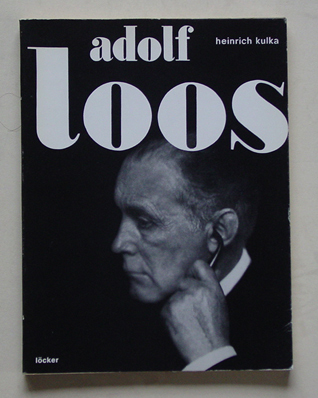 adolf
heinrich kulka
loos
löcker